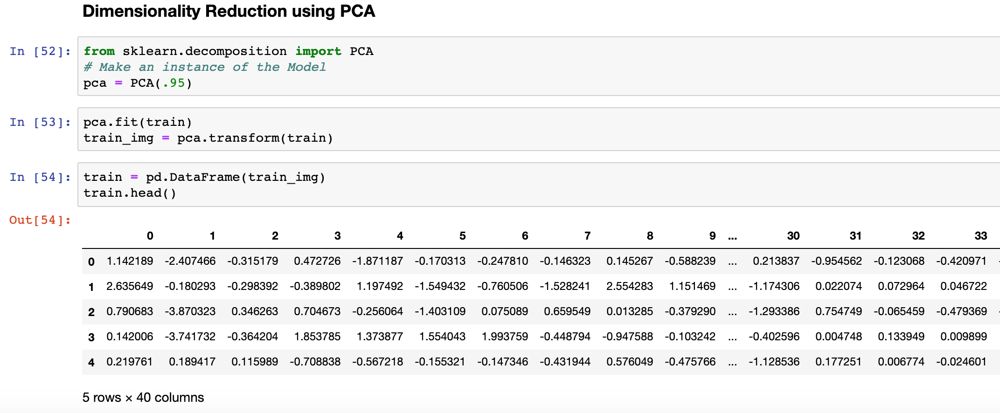 Dimensionality Reduction using PCA
In [52]: from sklearn.decomposition import PCA
# Make an instance of the Model
pca = PCA(.95)
In [53]: pca.fit(train)
train_img = pca.transform(train)
In [54]: train = pd.DataFrame(train_img)
train.head()
Out[54]:
0 1 2 3 4 5 6 7 8 9 ... 30 31 32 33
0 1.142189 -2.407466 -0.315179 0.472726 -1.871187 -0.170313 -0.247810 -0.146323 0.145267 -0.588239 ... 0.213837 -0.954562 -0.123068 -0.420971 -
1 2.635649 -0.180293 -0.298392 -0.389802 1.197492 -1.549432 -0.760506 -1.528241 2.554283 1.151469 ... -1.174306 0.022074 0.072964 0.046722
2 0.790683 -3.870323 0.346263 0.704673 -0.256064 -1.403109 0.075089 0.659549 0.013285 -0.379290 ... -1.293386 0.754749 -0.065459 -0.479369 -
3 0.142006 -3.741732 -0.364204 1.853785 1.373877 1.554043 1.993759 -0.448794 -0.947588 -0.103242 ... -0.402596 0.004748 0.133949 0.009899
4 0.219761 0.189417 0.115989 -0.708838 -0.567218 -0.155321 -0.147346 -0.431944 0.576049 -0.475766 ... -1.128536 0.177251 0.006774 -0.024601
5 rows × 40 columns